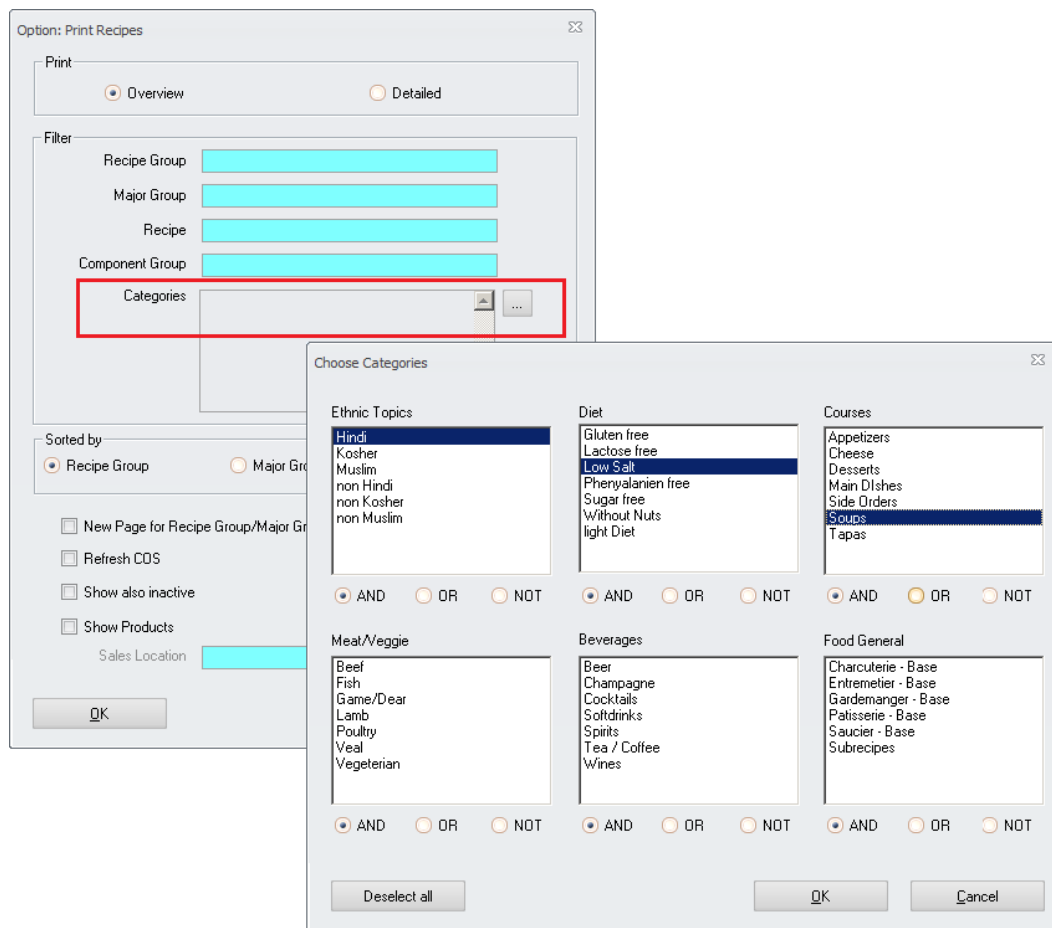 Option: Print Recipes
Print
Overview Detailed
Filter
Recipe Group
Major Group
Recipe
Component Group
Categories ...
Sorted by
Recipe Group Major Gro
New Page for Recipe Group/Major Gr
Refresh COS
Show also inactive
Show Products
Sales Location
OK
Choose Categories
Ethnic Topics
Hindi
Kosher
Muslim
non Hindi
non Kosher
non Muslim
AND OR NOT
Diet
Gluten free
Lactose free
Low Salt
Phenyalanien free
Sugar free
Without Nuts
light Diet
AND OR NOT
Courses
Appetizers
Cheese
Desserts
Main DIshes
Side Orders
Soups
Tapas
AND OR NOT
Meat/Veggie
Beef
Fish
Game/Dear
Lamb
Poultry
Veal
Vegeterian
AND OR NOT
Beverages
Beer
Champagne
Cocktails
Softdrinks
Spirits
Tea / Coffee
Wines
AND OR NOT
Food General
Charcuterie - Base
Entremetier - Base
Gardemanger - Base
Patisserie - Base
Saucier - Base
Subrecipes
AND OR NOT
Deselect all OK Cancel